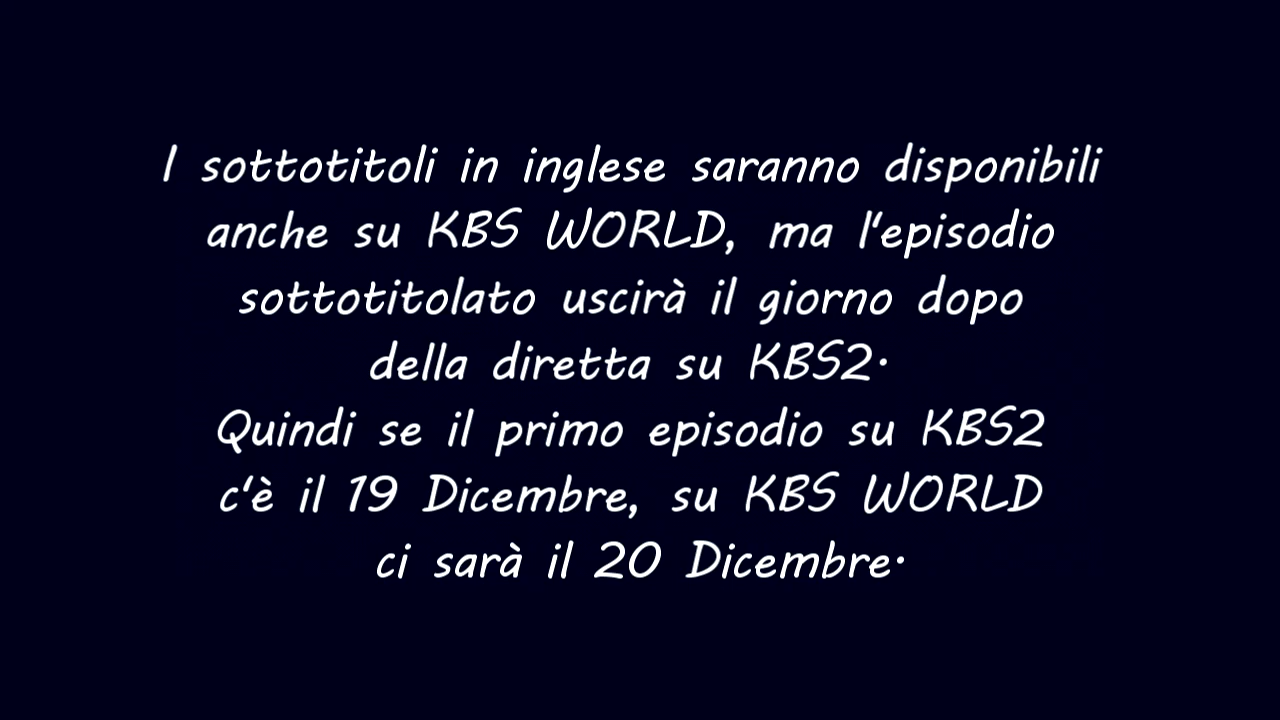 I sottotitoli in inglese saranno disponibili
anche su KBS WORLD, ma l'episodio
sottotitolato uscirà il giorno dopo
della diretta su KBS2.
Quindi se il primo episodio su KBS2
c'è il 19 Dicembre, su KBS WORLD
ci sarà il 20 Dicembre.